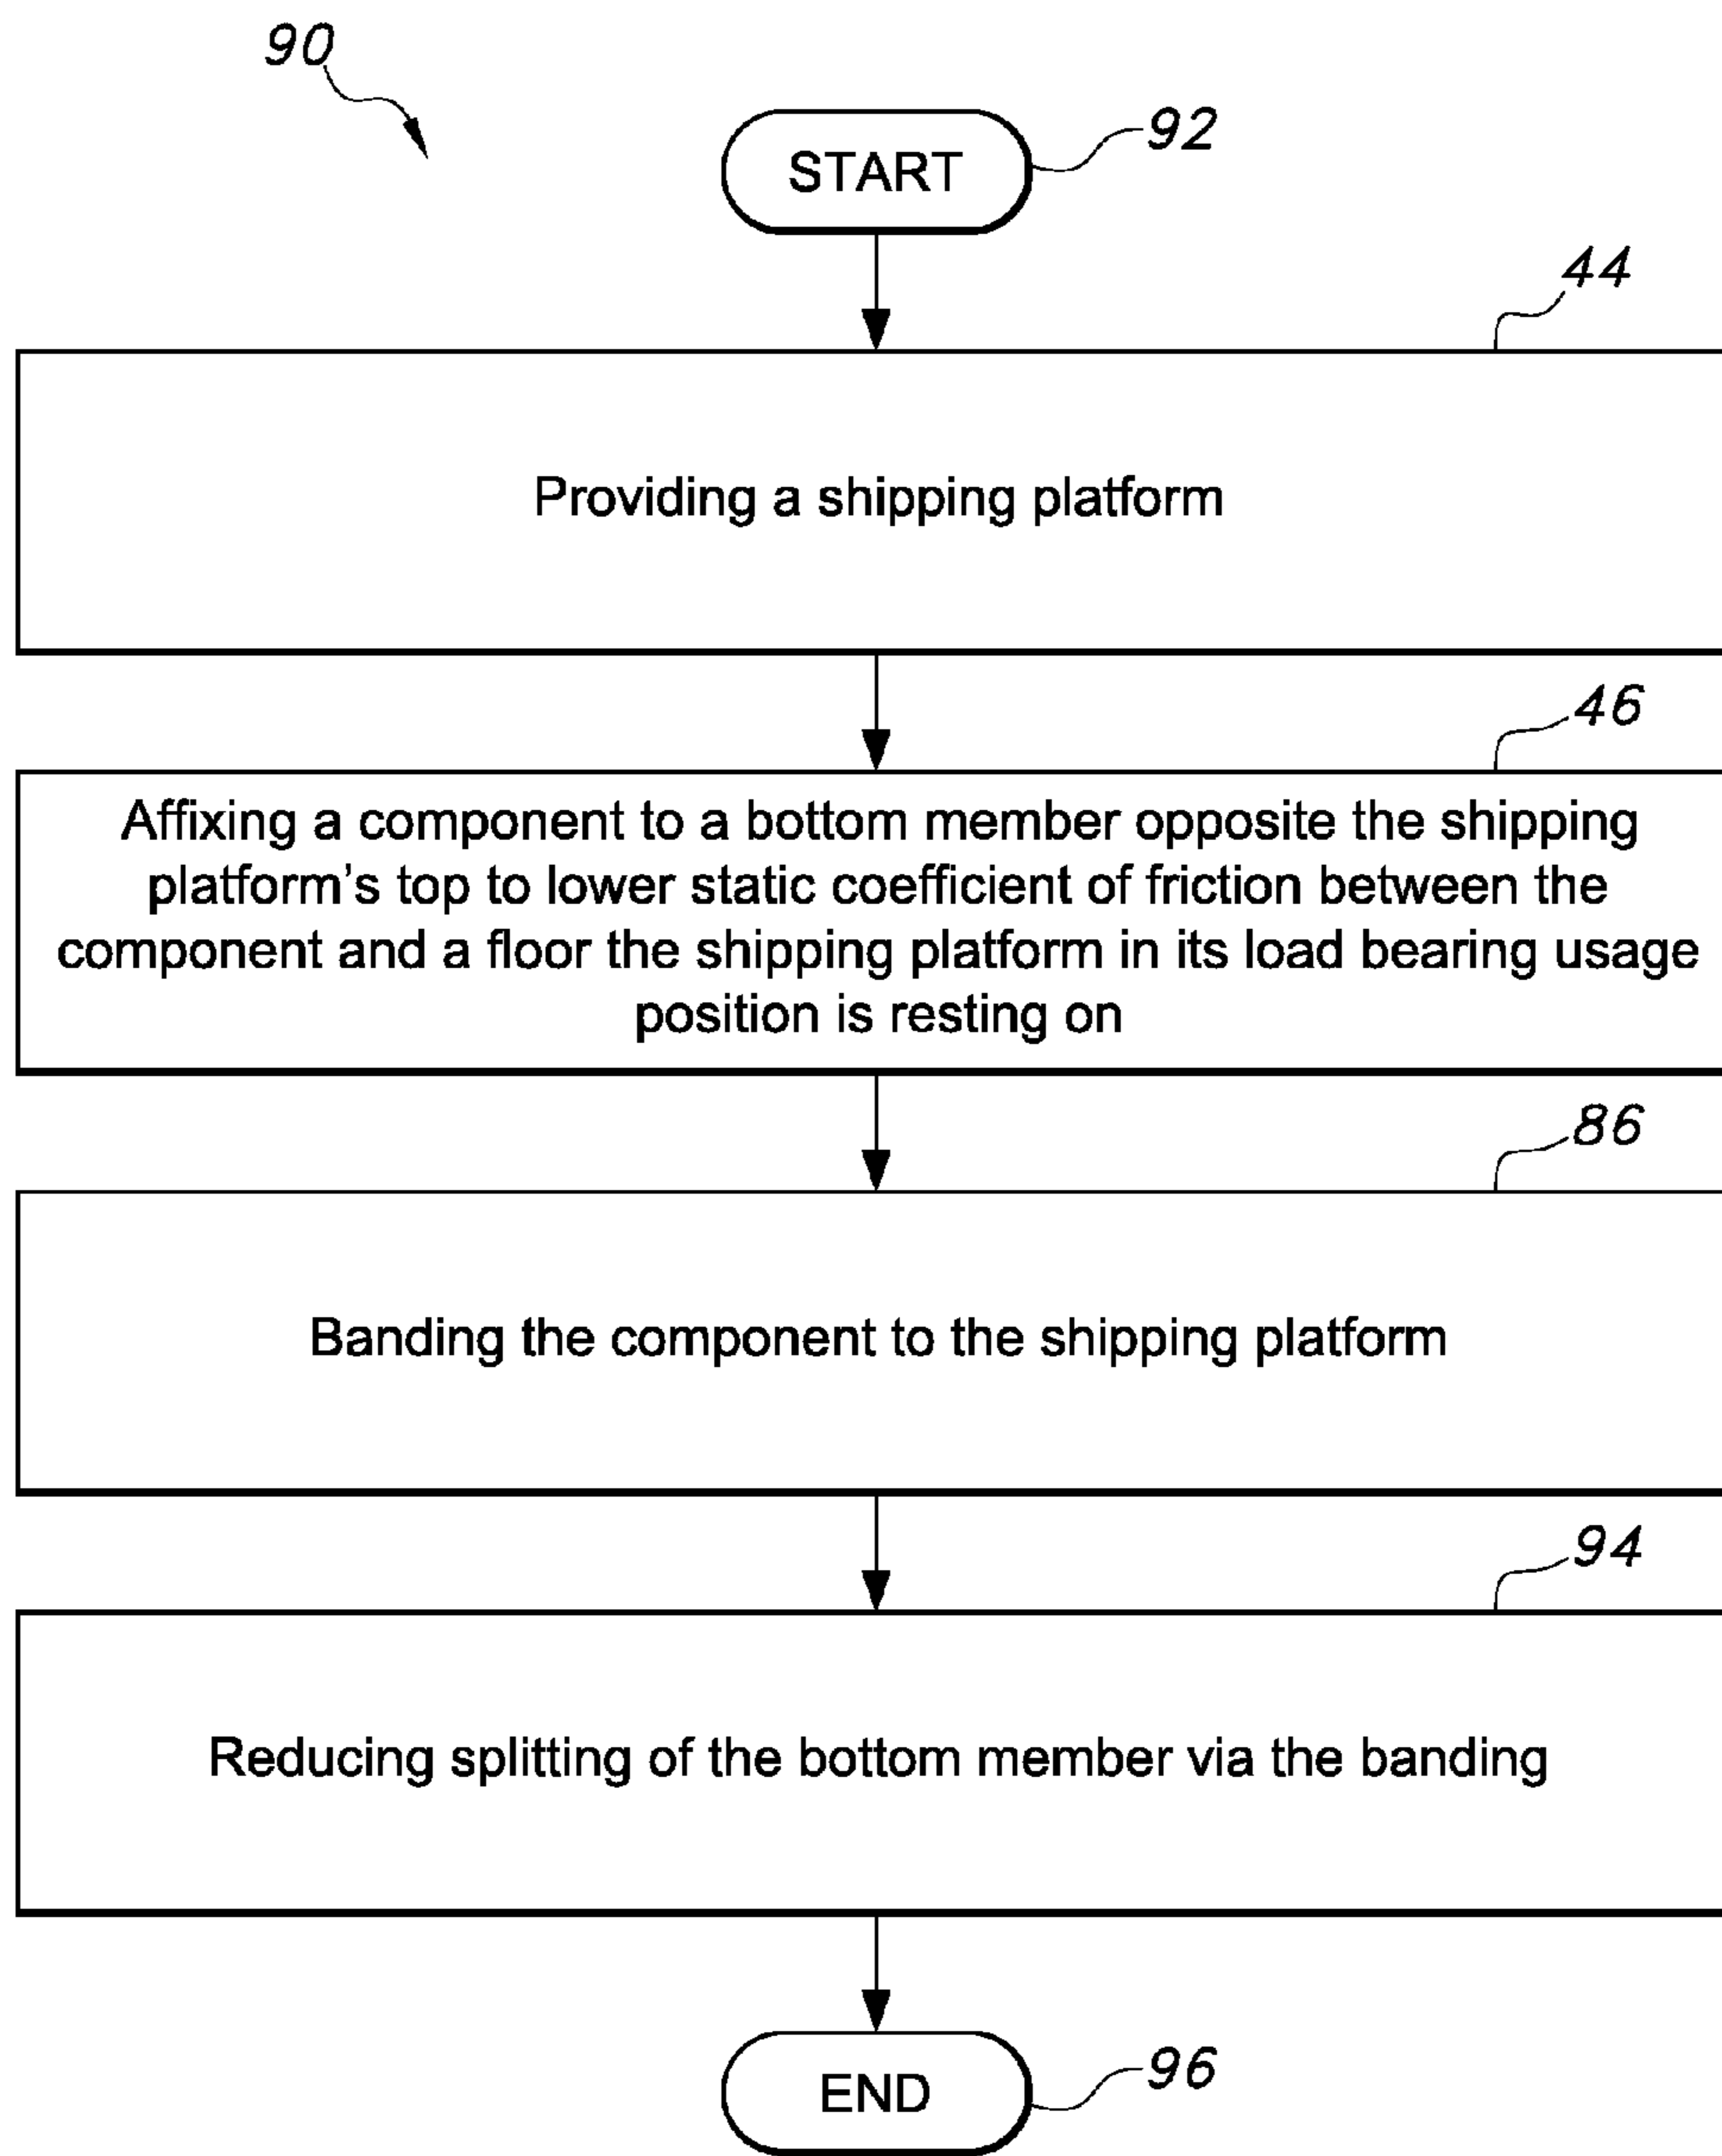 90
START
92
44
Providing a shipping platform
46
Affixing a component to a bottom member opposite the shipping
platform’s top to lower static coefficient of friction between the
component and a floor the shipping platform in its load bearing usage
position is resting on
86
Banding the component to the shipping platform
94
Reducing splitting of the bottom member via the banding
END
96